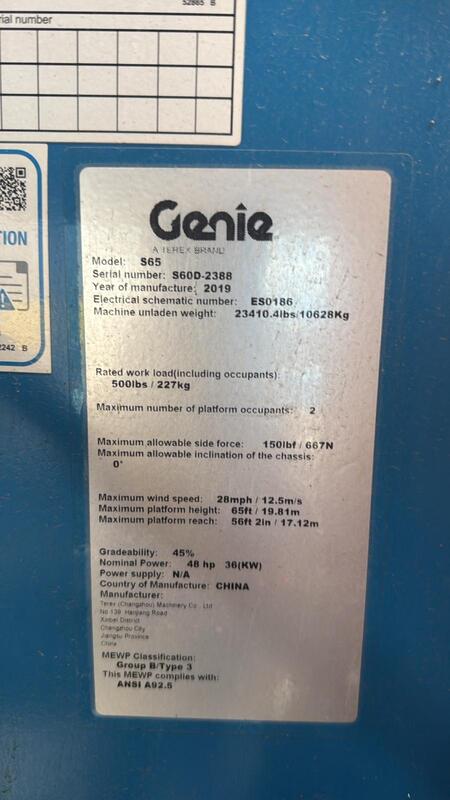 52865 B
rial number
TION
2242 B
Genie
A TEREX BRAND
Model: S65
Serial number: S60D-2388
Year of manufacture: 2019
Electrical schematic number: ES0186
Machine unladen weight: 23410.4lbs/10628Kg
Rated work load(including occupants):
500lbs / 227kg
Maximum number of platform occupants: 2
Maximum allowable side force: 150lbf / 667N
Maximum allowable inclination of the chassis:
0°
Maximum wind speed: 28mph / 12.5m/s
Maximum platform height: 65ft / 19.81m
Maximum platform reach: 56ft 2in / 17.12m
Gradeability: 45%
Nominal Power: 48 hp 36(KW)
Power supply: N/A
Country of Manufacture: CHINA
Manufacturer:
Terex (Changzhou) Machinery Co., Ltd
No 139 Hanjiang Road
Xinbei District
Changzhou City
Jiangsu Province
China
MEWP Classification:
Group B/Type 3
This MEWP complies with:
ANSI A92.5